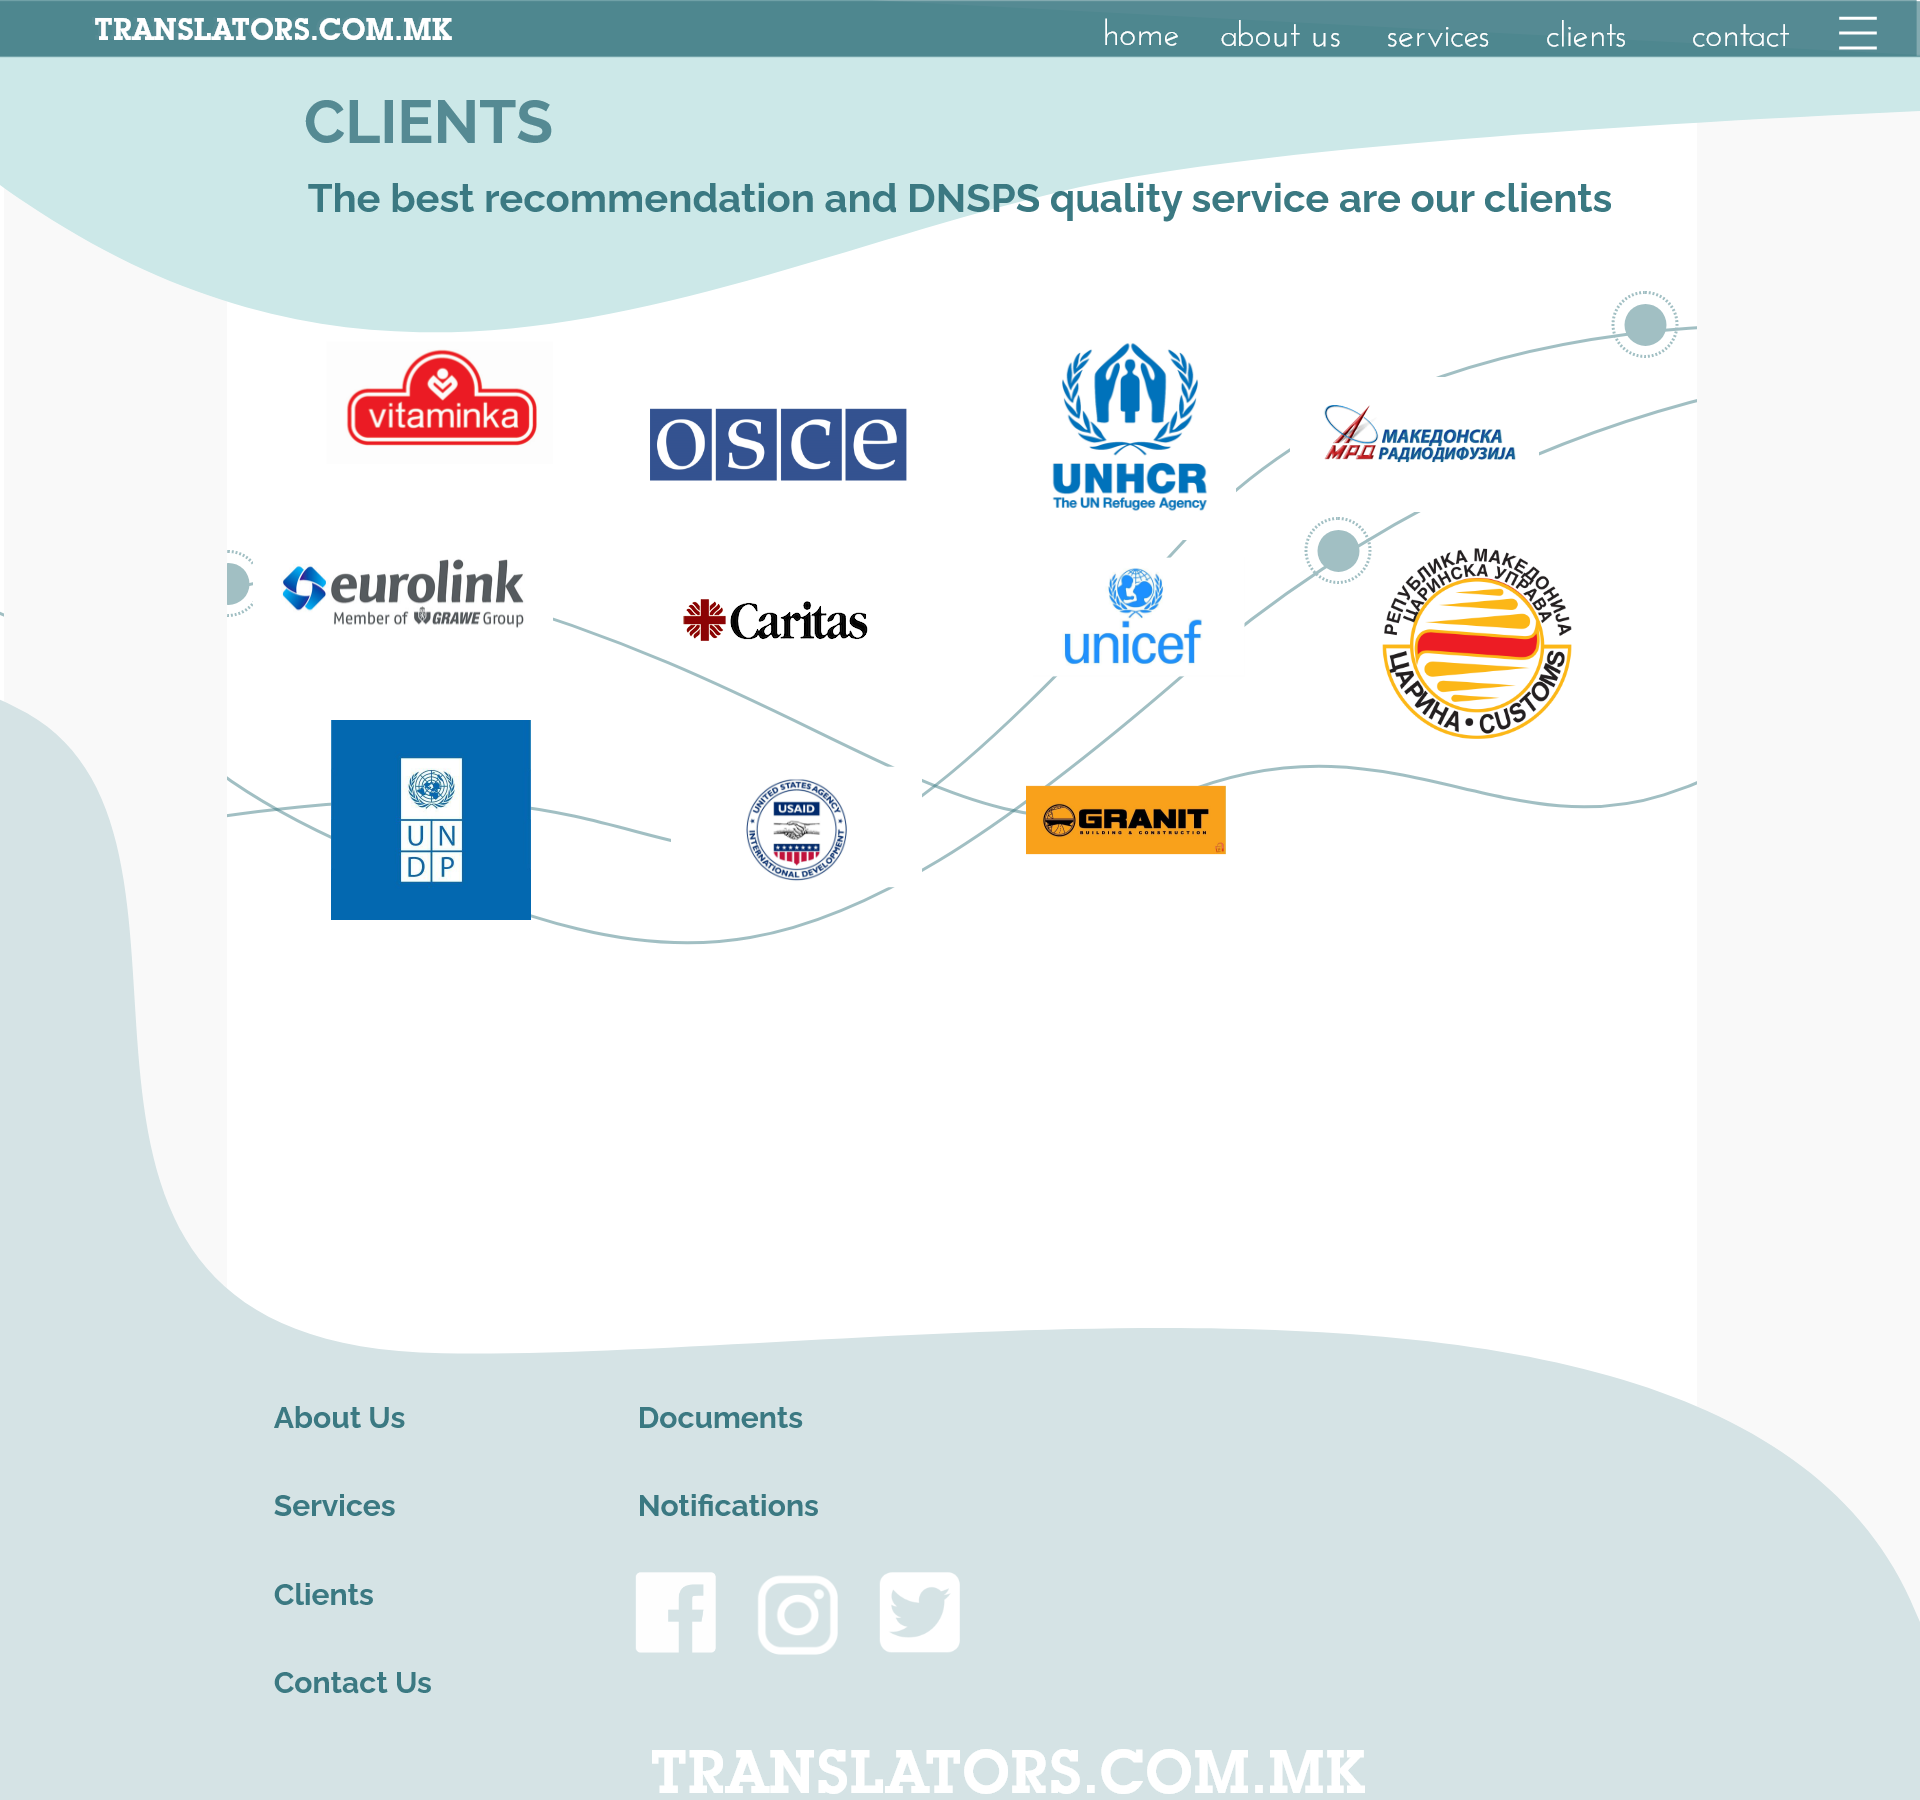 TRANSLATORS.COM.MK
home about us services clients contact
CLIENTS
The best recommendation and DNSPS quality service are our clients
vitaminka
osce
UNHCR
The UN Refugee Agency
МРД МАКЕДОНСКА
РАДИОДИФУЗИЈА
eurolink
Member of GRAWE Group
Caritas
unicef
РЕПУБЛИКА МАКЕДОНИЈА
ЦАРИНСКА УПРАВА
ЦАРИНА • CUSTOMS
U N
D P
UNITED STATES AGENCY
USAID
INTERNATIONAL DEVELOPMENT
GRANIT
BUILDING & CONSTRUCTION
About Us
Documents
Services
Notifications
Clients
Contact Us
TRANSLATORS.COM.MK